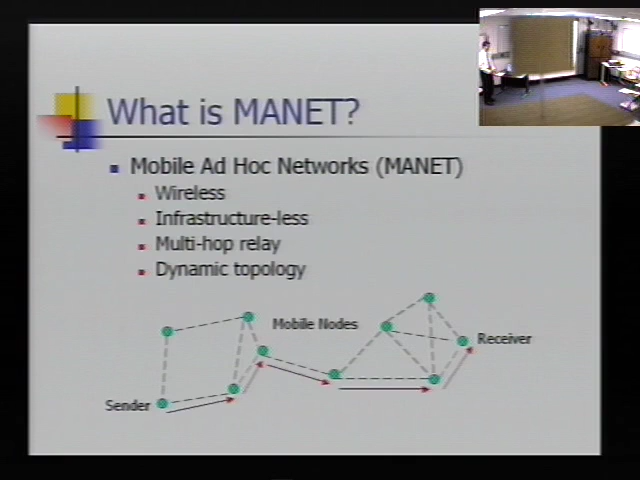 What is MANET?
Mobile Ad Hoc Networks (MANET)
Wireless
Infrastructure-less
Multi-hop relay
Dynamic topology
Mobile Nodes
Receiver
Sender